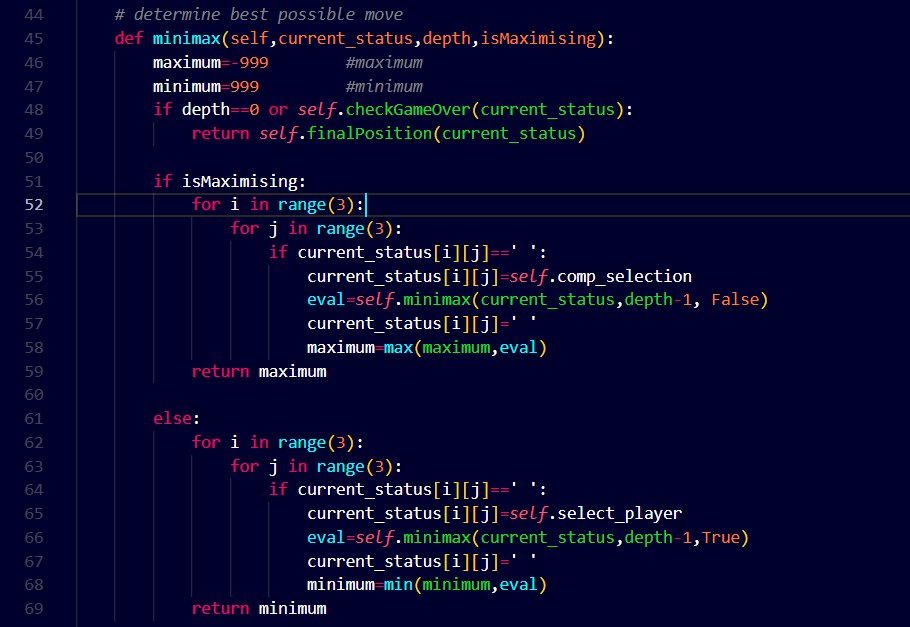 44 # determine best possible move
45 def minimax(self,current_status,depth,isMaximising):
46 maximum=-999 #maximum
47 minimum=999 #minimum
48 if depth==0 or self.checkGameOver(current_status):
49 return self.finalPosition(current_status)
50
51 if isMaximising:
52 for i in range(3):
53 for j in range(3):
54 if current_status[i][j]==' ':
55 current_status[i][j]=self.comp_selection
56 eval=self.minimax(current_status,depth-1, False)
57 current_status[i][j]=' '
58 maximum=max(maximum,eval)
59 return maximum
60
61 else:
62 for i in range(3):
63 for j in range(3):
64 if current_status[i][j]==' ':
65 current_status[i][j]=self.select_player
66 eval=self.minimax(current_status,depth-1,True)
67 current_status[i][j]=' '
68 minimum=min(minimum,eval)
69 return minimum